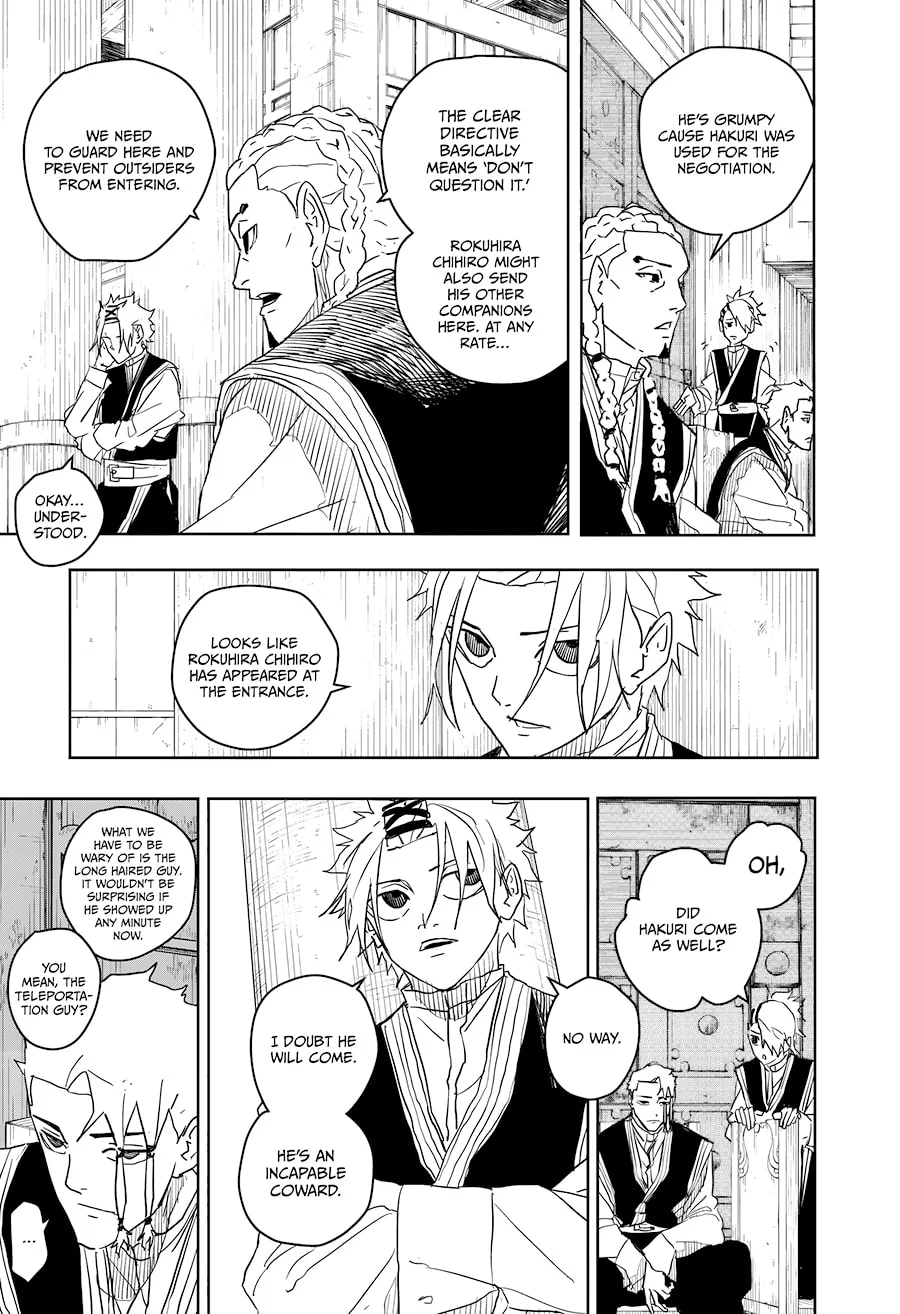 HE'S GRUMPY
CAUSE HAKURI WAS
USED FOR THE
NEGOTIATION.
THE CLEAR
DIRECTIVE
BASICALLY
MEANS 'DON'T
QUESTION IT.'
ROKUHIRA
CHIHIRO MIGHT
ALSO SEND
HIS OTHER
COMPANIONS
HERE. AT ANY
RATE...
WE NEED
TO GUARD HERE AND
PREVENT OUTSIDERS
FROM ENTERING.
OKAY...
UNDER-
STOOD.
LOOKS LIKE
ROKUHIRA CHIHIRO
HAS APPEARED AT
THE ENTRANCE.
OH,
DID
HAKURI COME
AS WELL?
NO WAY.
I DOUBT HE
WILL COME.
HE'S AN
INCAPABLE
COWARD.
WHAT WE
HAVE TO BE
WARY OF IS THE
LONG HAIRED GUY.
IT WOULDN'T BE
SURPRISING IF
HE SHOWED UP
ANY MINUTE
NOW.
YOU
MEAN, THE
TELEPORTA-
TION GUY?
...